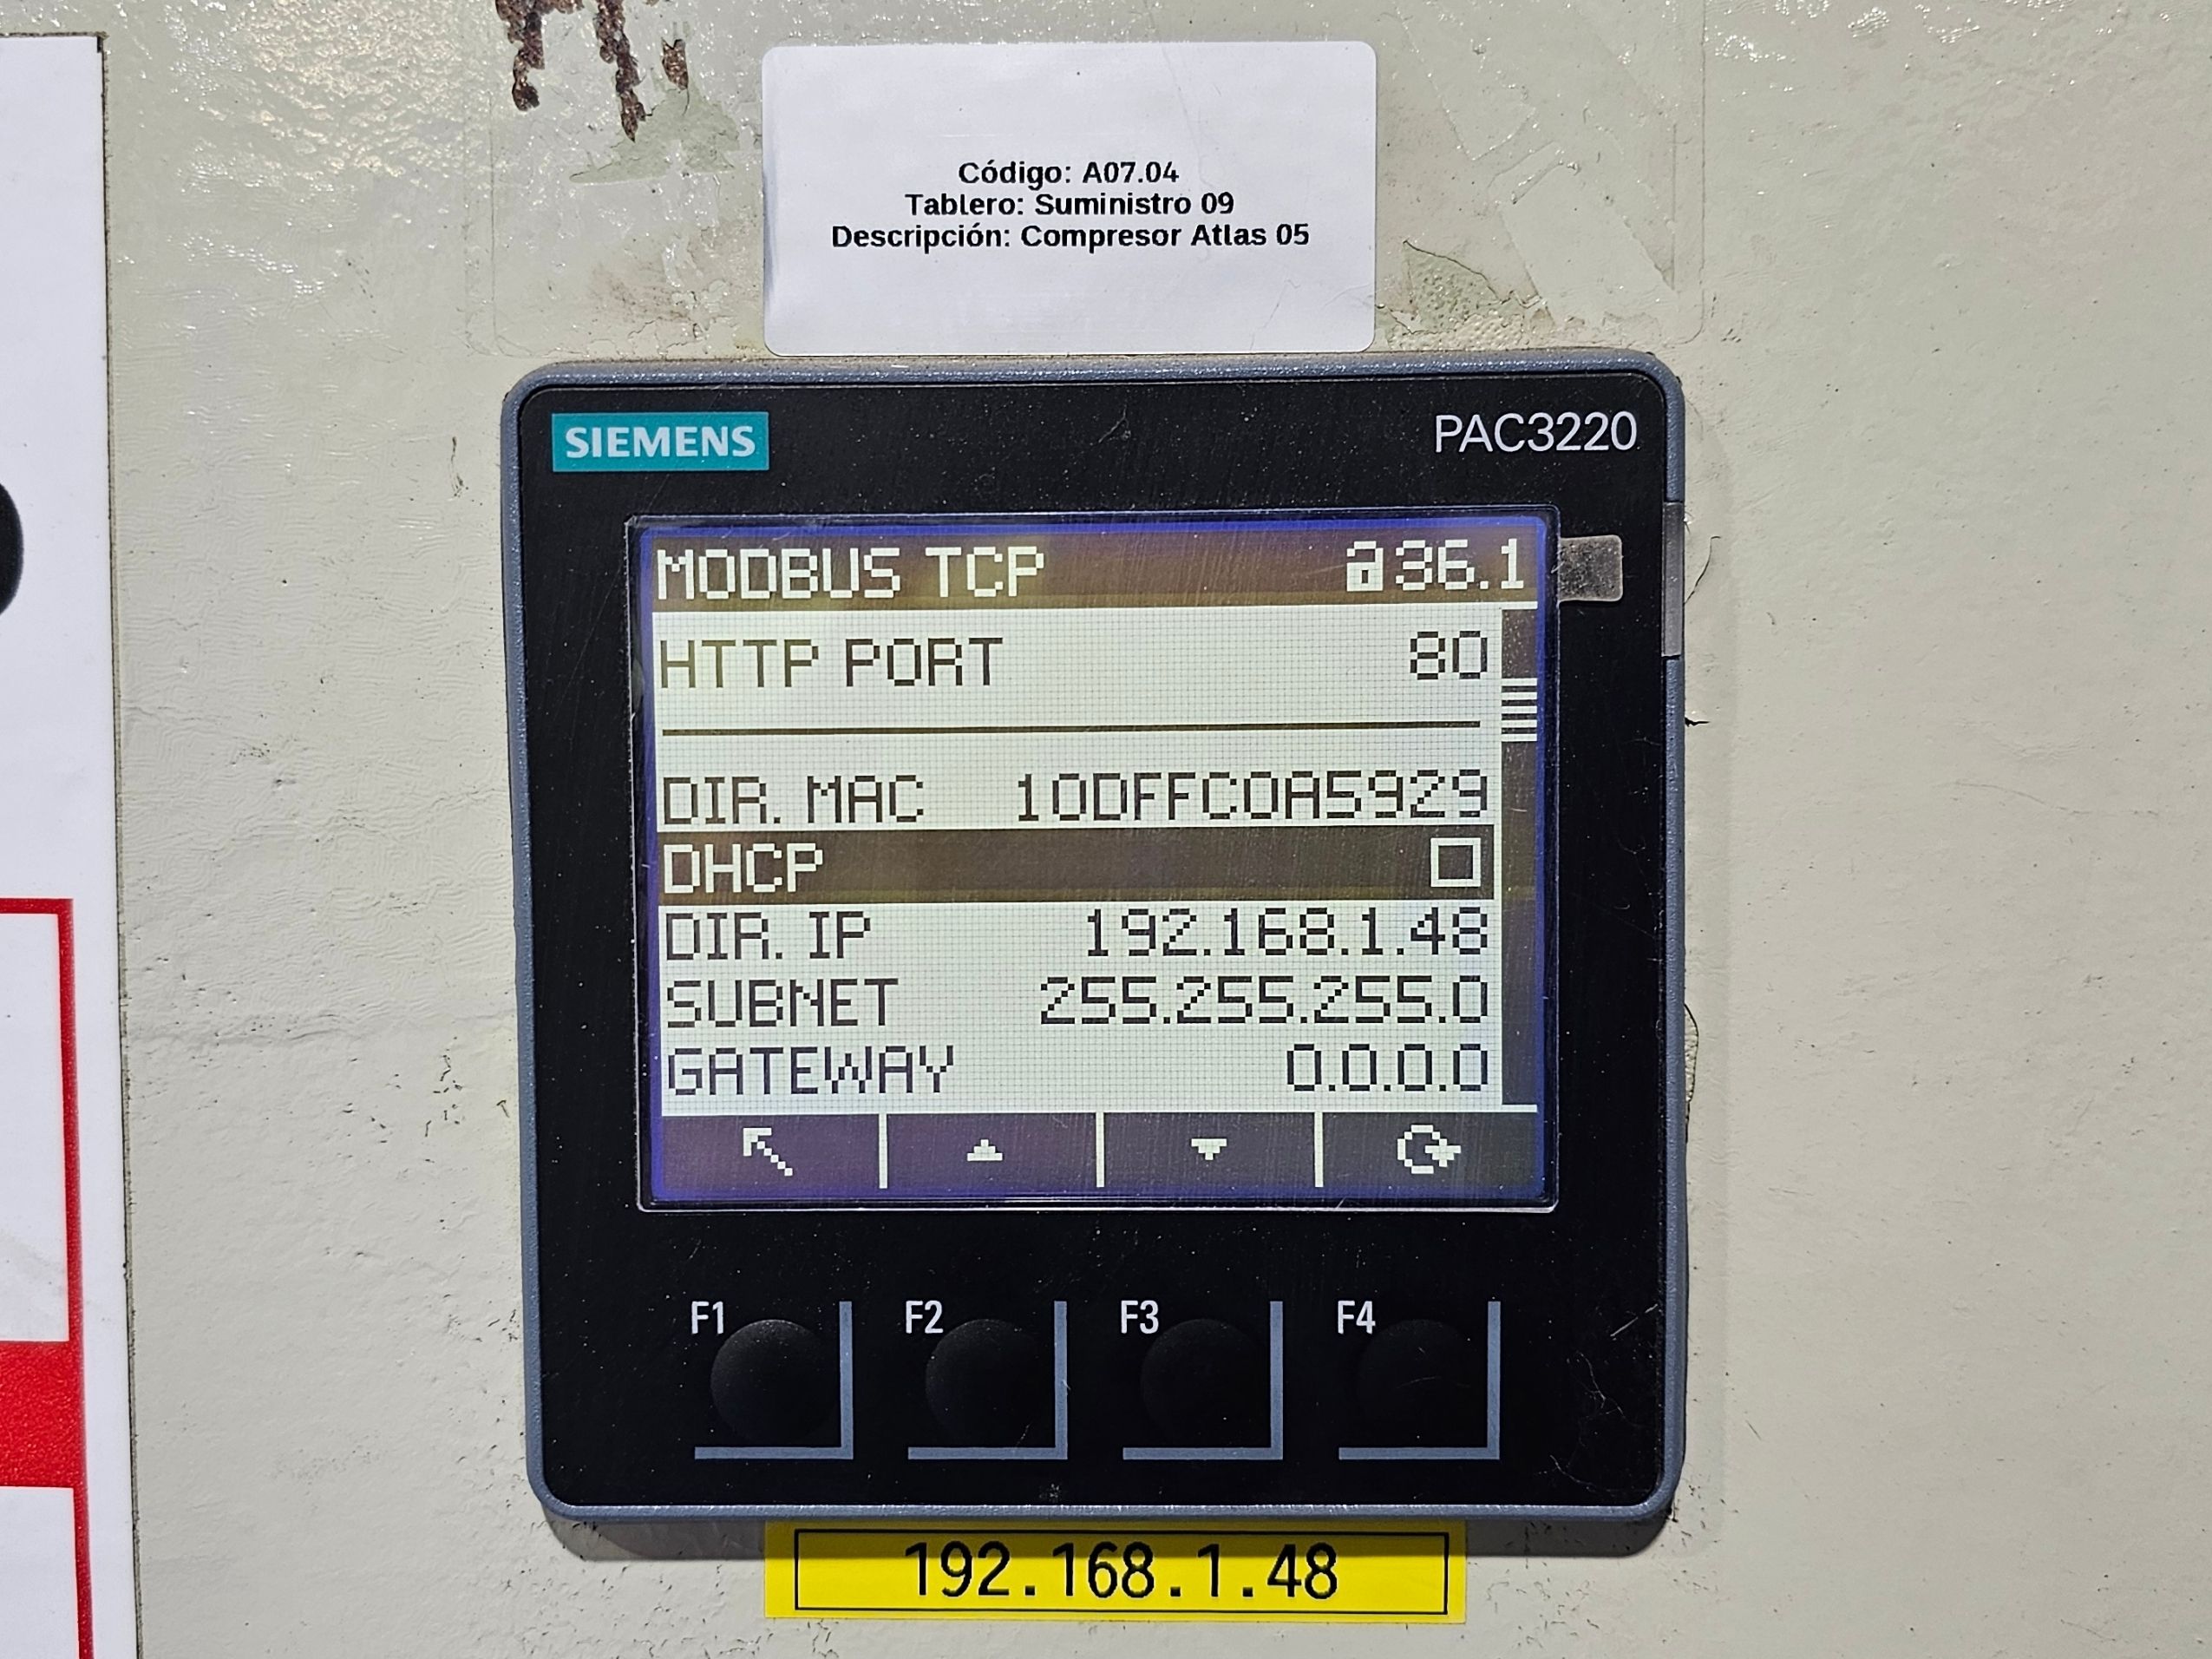 Código: A07.04
Tablero: Suministro 09
Descripción: Compresor Atlas 05
SIEMENS
PAC3220
MODBUS TCP 36.1
HTTP PORT 80
DIR. MAC 10DFFC0A5929
DHCP
DIR. IP 192.168.1.48
SUBNET 255.255.255.0
GATEWAY 0.0.0.0
F1 F2 F3 F4
192.168.1.48